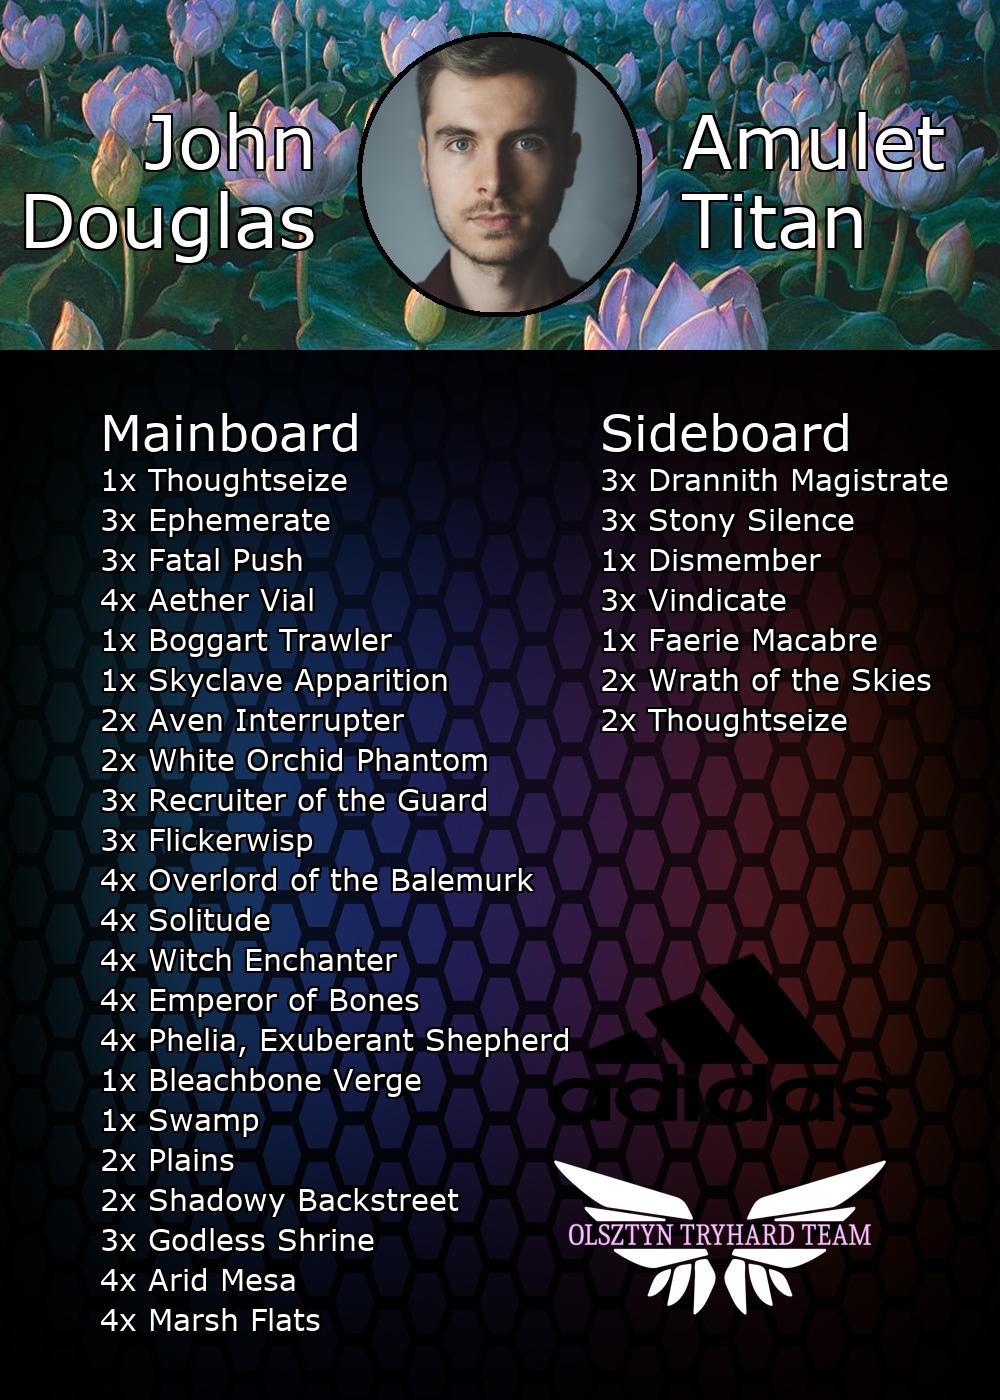 John
Douglas
Amulet
Titan
Mainboard
1x Thoughtseize
3x Ephemerate
3x Fatal Push
4x Aether Vial
1x Boggart Trawler
1x Skyclave Apparition
2x Aven Interrupter
2x White Orchid Phantom
3x Recruiter of the Guard
3x Flickerwisp
4x Overlord of the Balemurk
4x Solitude
4x Witch Enchanter
4x Emperor of Bones
4x Phelia, Exuberant Shepherd
1x Bleachbone Verge
1x Swamp
2x Plains
2x Shadowy Backstreet
3x Godless Shrine
4x Arid Mesa
4x Marsh Flats
Sideboard
3x Drannith Magistrate
3x Stony Silence
1x Dismember
3x Vindicate
1x Faerie Macabre
2x Wrath of the Skies
2x Thoughtseize
adidas®
OLSZTYN TRYHARD TEAM